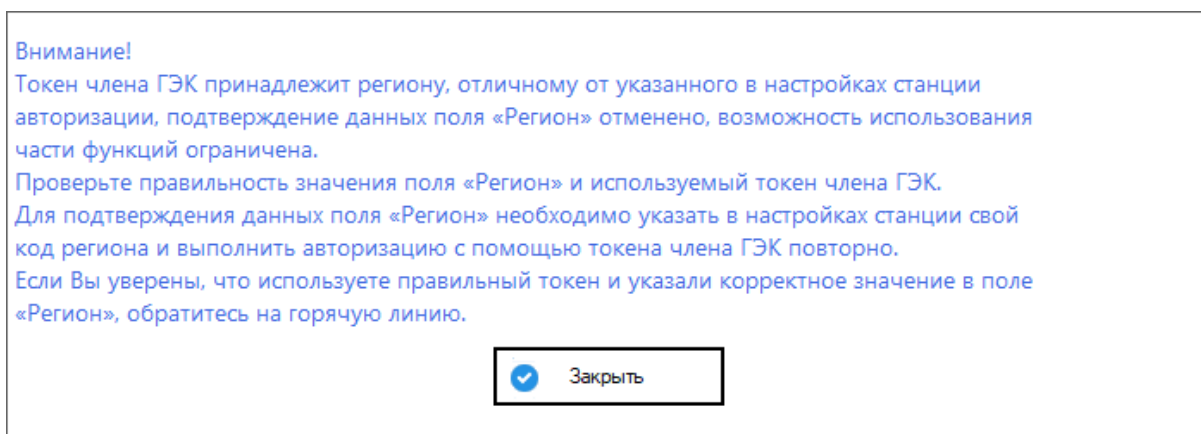 Внимание!
Токен члена ГЭК принадлежит региону, отличному от указанного в настройках станции
авторизации, подтверждение данных поля «Регион» отменено, возможность использования
части функций ограничена.
Проверьте правильность значения поля «Регион» и используемый токен члена ГЭК.
Для подтверждения данных поля «Регион» необходимо указать в настройках станции свой
код региона и выполнить авторизацию с помощью токена члена ГЭК повторно.
Если Вы уверены, что используете правильный токен и указали корректное значение в поле
«Регион», обратитесь на горячую линию.
Закрыть